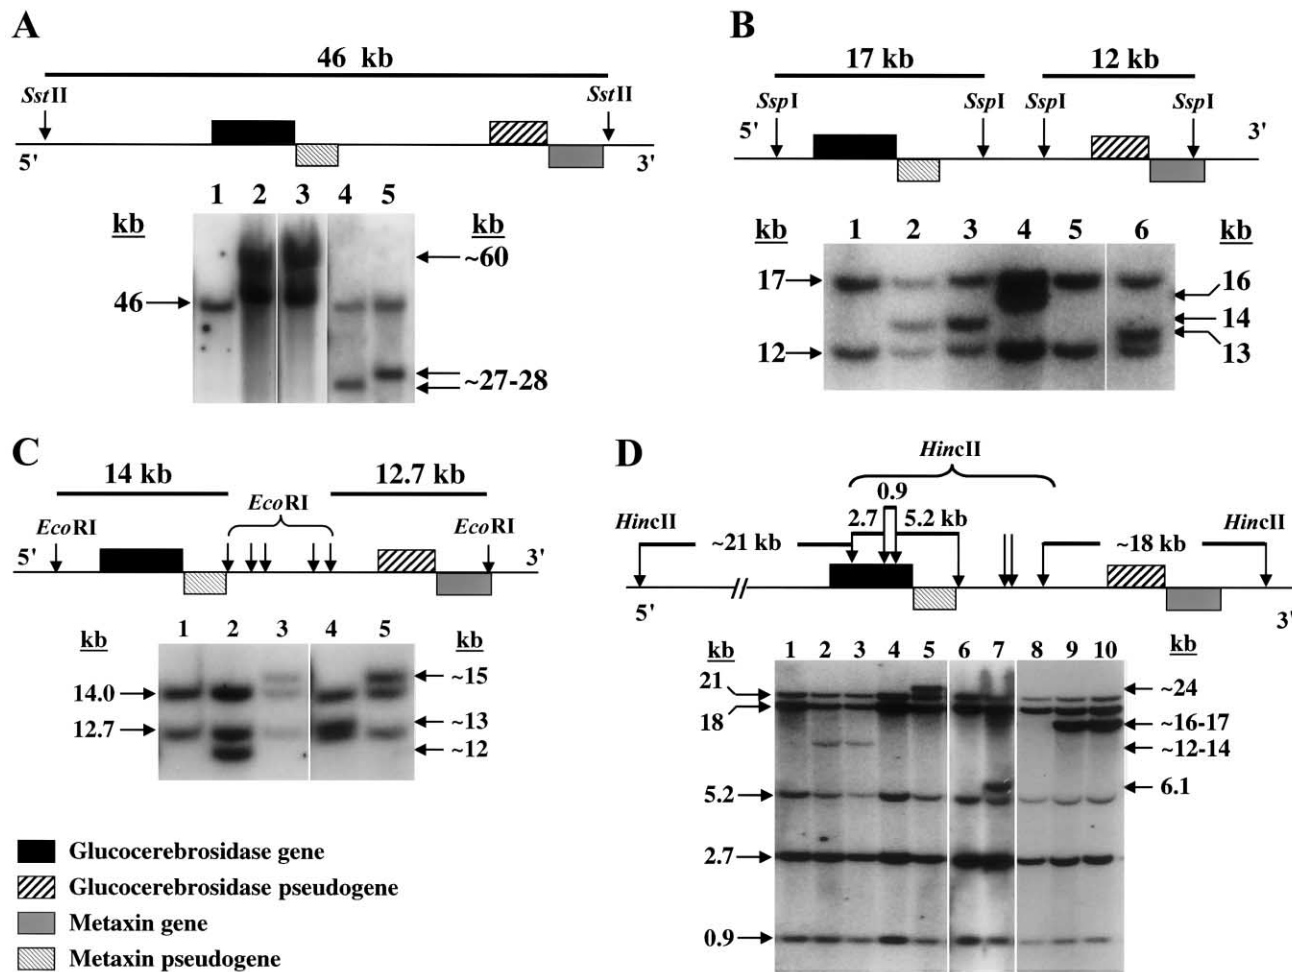 A
46 kb
SstII SstII
5' 3'
1 2 3 4 5
kb kb
~60
46
~27-28
B
17 kb 12 kb
SspI SspI SspI SspI
5' 3'
1 2 3 4 5 6
kb kb
17 16
14
12 13
C
14 kb 12.7 kb
EcoRI EcoRI EcoRI
5' 3'
1 2 3 4 5
kb
~15
14.0
~13
12.7
~12
D
HincII
0.9
HincII 2.7 5.2 kb HincII
~21 kb ~18 kb
5' 3'
1 2 3 4 5 6 7 8 9 10
kb kb
21 ~24
18 ~16-17
~12-14
5.2 6.1
2.7
0.9
Glucocerebrosidase gene
Glucocerebrosidase pseudogene
Metaxin gene
Metaxin pseudogene